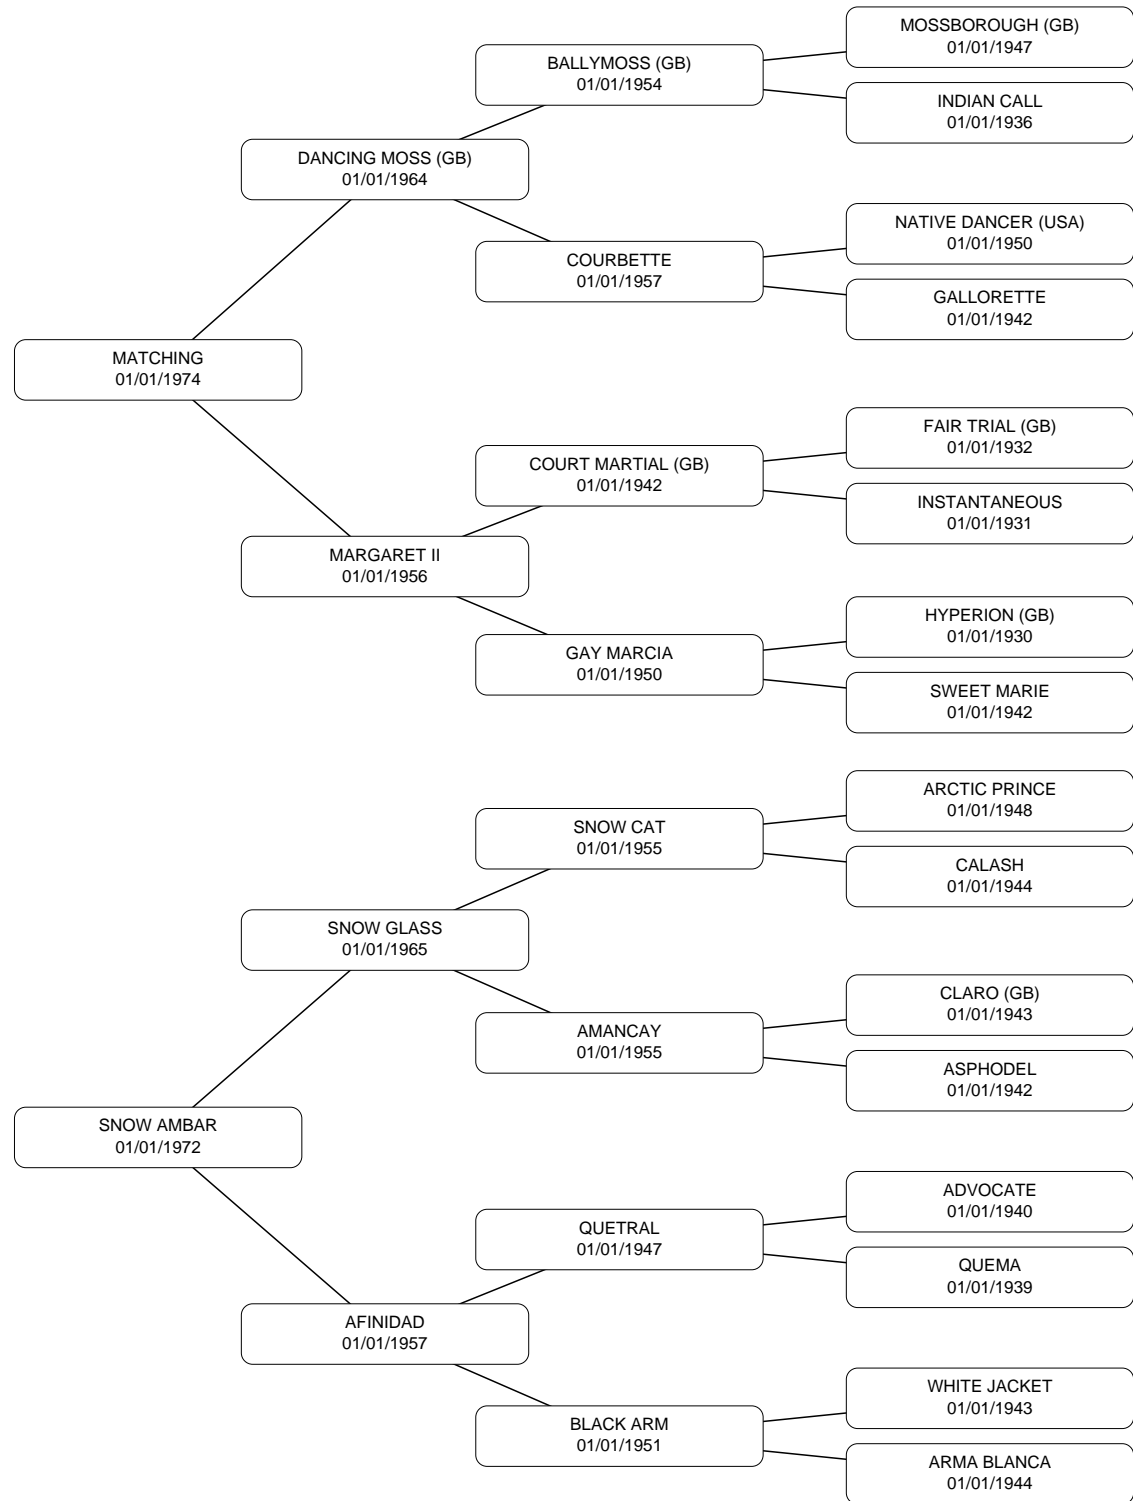 MOSSBOROUGH (GB)
01/01/1947
BALLYMOSS (GB)
01/01/1954
INDIAN CALL
01/01/1936
DANCING MOSS (GB)
01/01/1964
NATIVE DANCER (USA)
01/01/1950
COURBETTE
01/01/1957
GALLORETTE
01/01/1942
MATCHING
01/01/1974
FAIR TRIAL (GB)
01/01/1932
COURT MARTIAL (GB)
01/01/1942
INSTANTANEOUS
01/01/1931
MARGARET II
01/01/1956
HYPERION (GB)
01/01/1930
GAY MARCIA
01/01/1950
SWEET MARIE
01/01/1942
ARCTIC PRINCE
01/01/1948
SNOW CAT
01/01/1955
CALASH
01/01/1944
SNOW GLASS
01/01/1965
CLARO (GB)
01/01/1943
AMANCAY
01/01/1955
ASPHODEL
01/01/1942
SNOW AMBAR
01/01/1972
ADVOCATE
01/01/1940
QUETRAL
01/01/1947
QUEMA
01/01/1939
AFINIDAD
01/01/1957
WHITE JACKET
01/01/1943
BLACK ARM
01/01/1951
ARMA BLANCA
01/01/1944